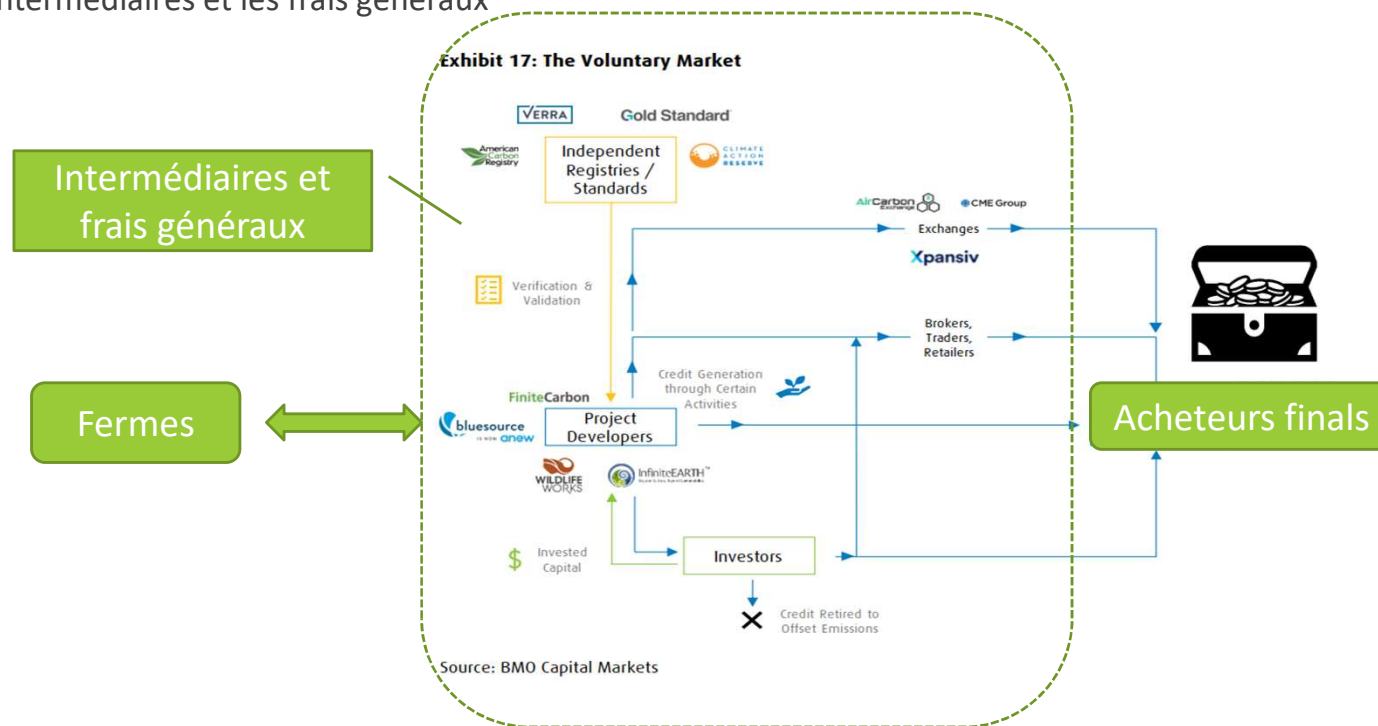 intermédiaires et les frais généraux
Exhibit 17: The Voluntary Market
VERRA
Gold Standard
American
Carbon
Registry
Independent
Registries /
Standards
CLIMATE
ACTION
RESERVE
Intermédiaires et
frais généraux
AirCarbon
Exchange
CME Group
Exchanges
Xpansiv
Verification &
Validation
Brokers,
Traders,
Retailers
Credit Generation
through Certain
Activities
FiniteCarbon
Fermes
bluesource
IS NOW anew
Project
Developers
Acheteurs finals
WILDLIFE
WORKS
InfiniteEARTH™
$
Invested
Capital
Investors
Credit Retired to
Offset Emissions
Source: BMO Capital Markets